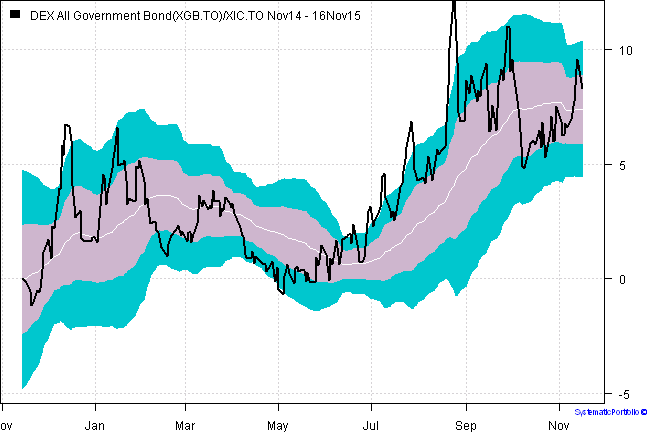 DEX All Government Bond(XGB.TO)/XIC.TO Nov14 - 16Nov15
10
5
0
-5
SystematicPortfolio ©
ov Jan Mar May Jul Sep Nov